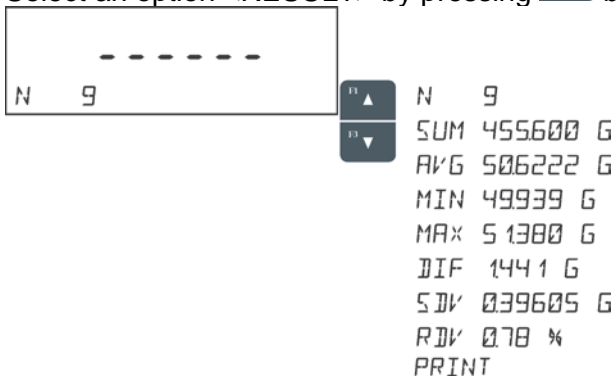 Select an option by pressing
------
N 9
N 9
SUM 455.600 G
AVG 50.6222 G
MIN 49.939 G
MAX 51.380 G
DIF 1.441 G
SDV 0.39605 G
RDV 0.78 %
PRINT